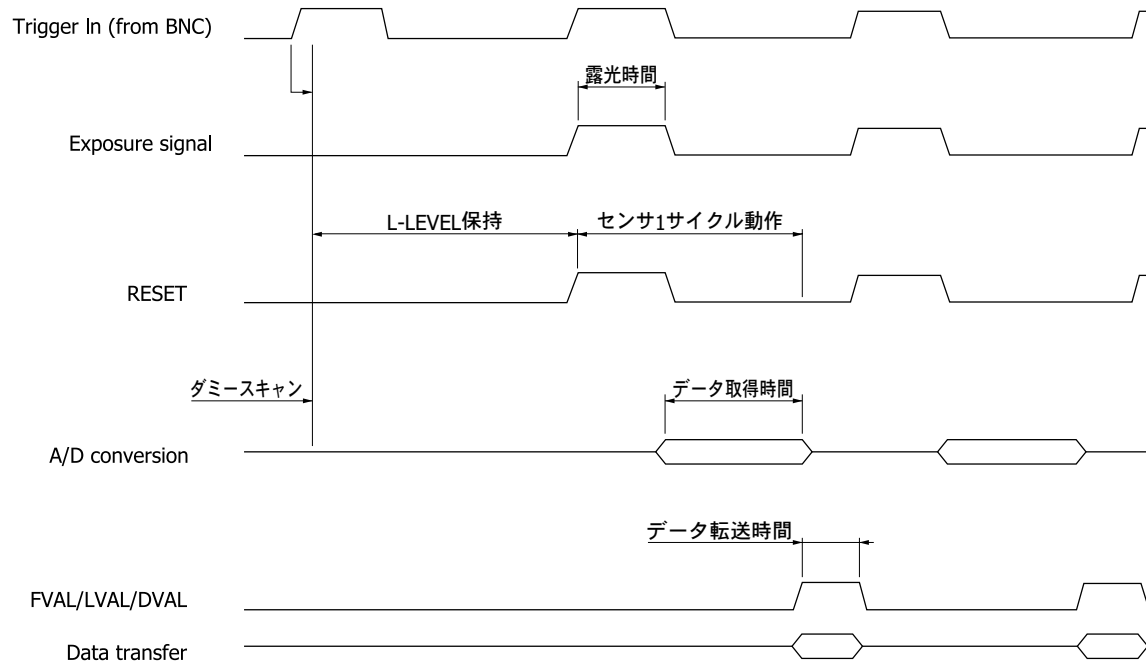 Trigger In (from BNC)
露光時間
Exposure signal
L-LEVEL保持
センサ1サイクル動作
RESET
ダミースキャン
データ取得時間
A/D conversion
データ転送時間
FVAL/LVAL/DVAL
Data transfer